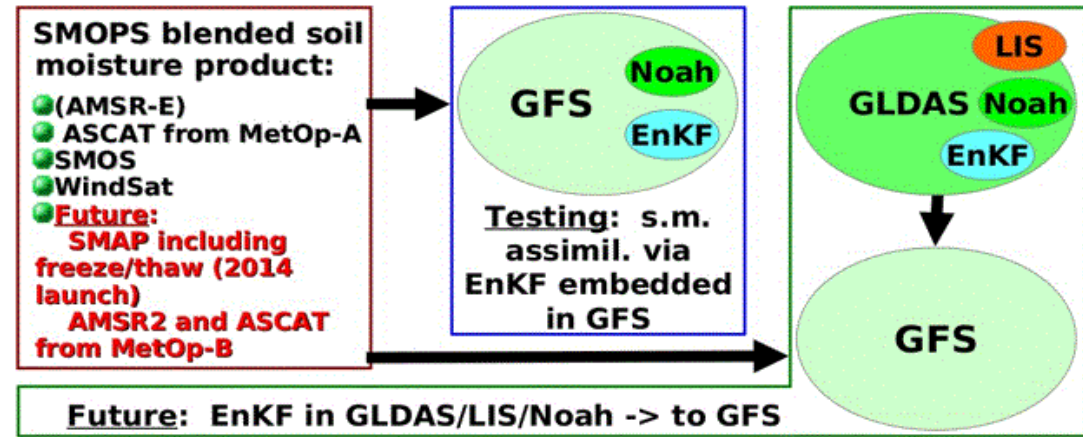 SMOPS blended soil
moisture product:
(AMSR-E)
ASCAT from MetOp-A
SMOS
WindSat
Future:
SMAP including
freeze/thaw (2014
launch)
AMSR2 and ASCAT
from MetOp-B
GFS
Noah
EnKF
Testing: s.m.
assimil. via
EnKF embedded
in GFS
LIS
GLDAS
Noah
EnKF
GFS
Future: EnKF in GLDAS/LIS/Noah -> to GFS